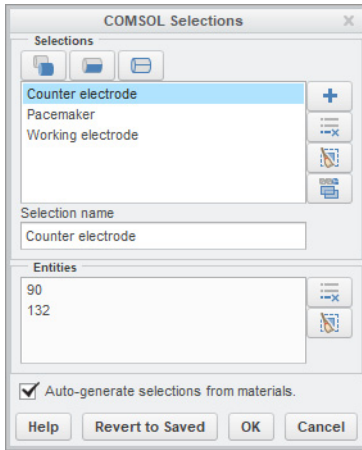 COMSOL Selections
Selections
Counter electrode
Pacemaker
Working electrode
Selection name
Counter electrode
Entities
90
132
Auto-generate selections from materials.
Help Revert to Saved OK Cancel